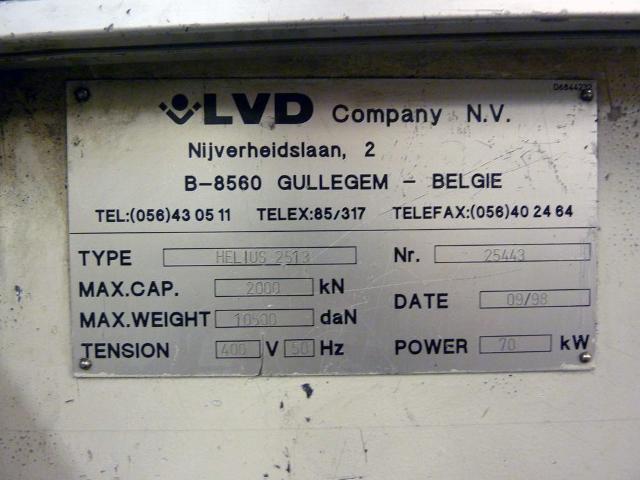 D6844232
LVD Company N.V.
Nijverheidslaan, 2
B-8560 GULLEGEM - BELGIE
TEL:(056)43 05 11 TELEX:85/317 TELEFAX:(056)40 24 64
TYPE HELIUS 2513 Nr. 25443
MAX.CAP. 2000 kN
DATE 09/98
MAX.WEIGHT 10500 daN
TENSION 400 V 50 Hz POWER 70 kW